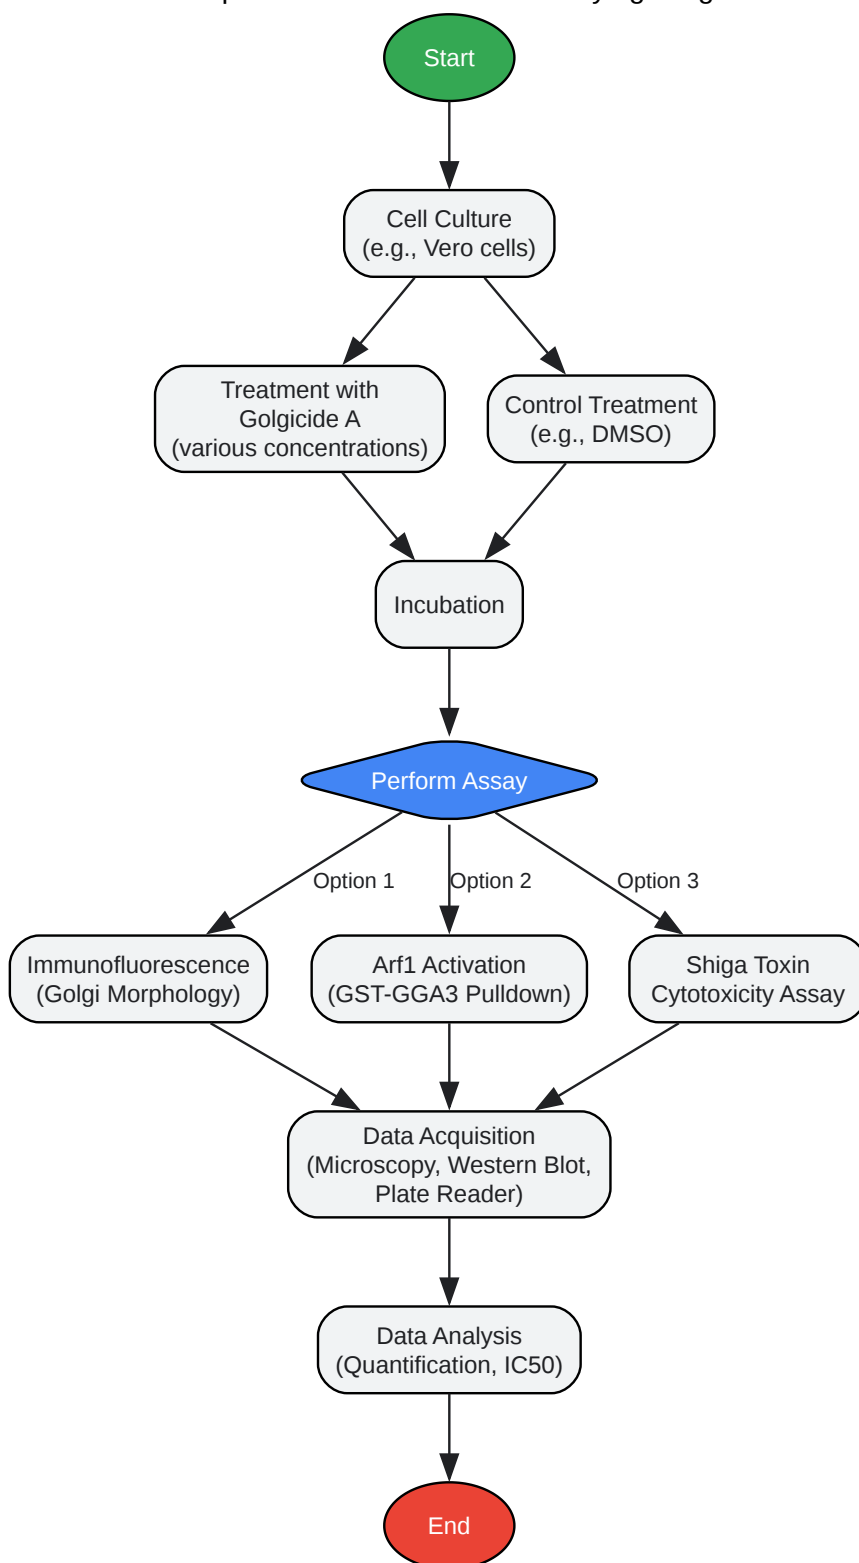 Start
Cell Culture
(e.g., Vero cells)
Treatment with
Golgicide A
(various concentrations)
Control Treatment
(e.g., DMSO)
Incubation
Perform Assay
Option 1
Option 2
Option 3
Immunofluorescence
(Golgi Morphology)
Arf1 Activation
(GST-GGA3 Pulldown)
Shiga Toxin
Cytotoxicity Assay
Data Acquisition
(Microscopy, Western Blot,
Plate Reader)
Data Analysis
(Quantification, IC50)
End